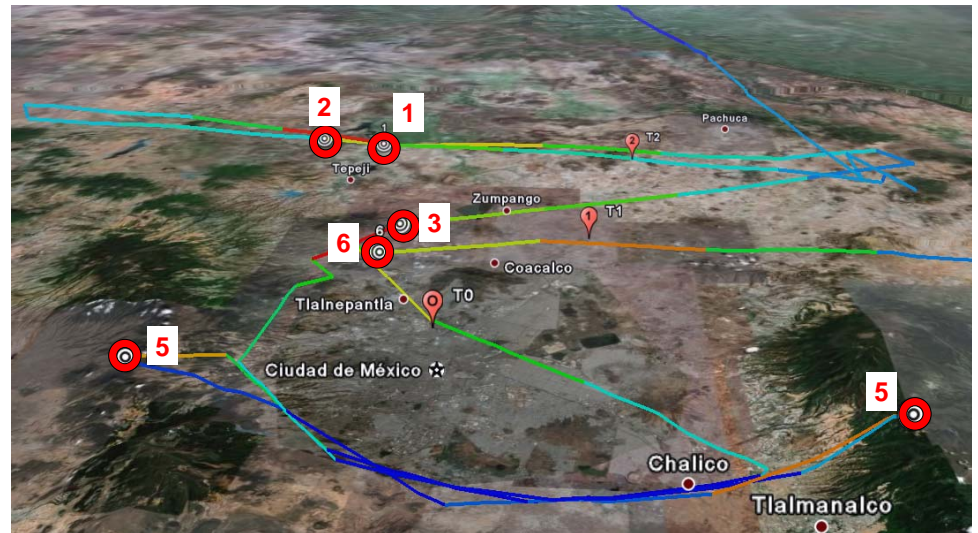 Pachuca
2
1
1
2
T2
Tepeji
Zumpango
1
T1
3
6
6
Coacalco
Tlalnepantla
0
T0
5
Ciudad de México
5
Chalico
Tlalmanalco